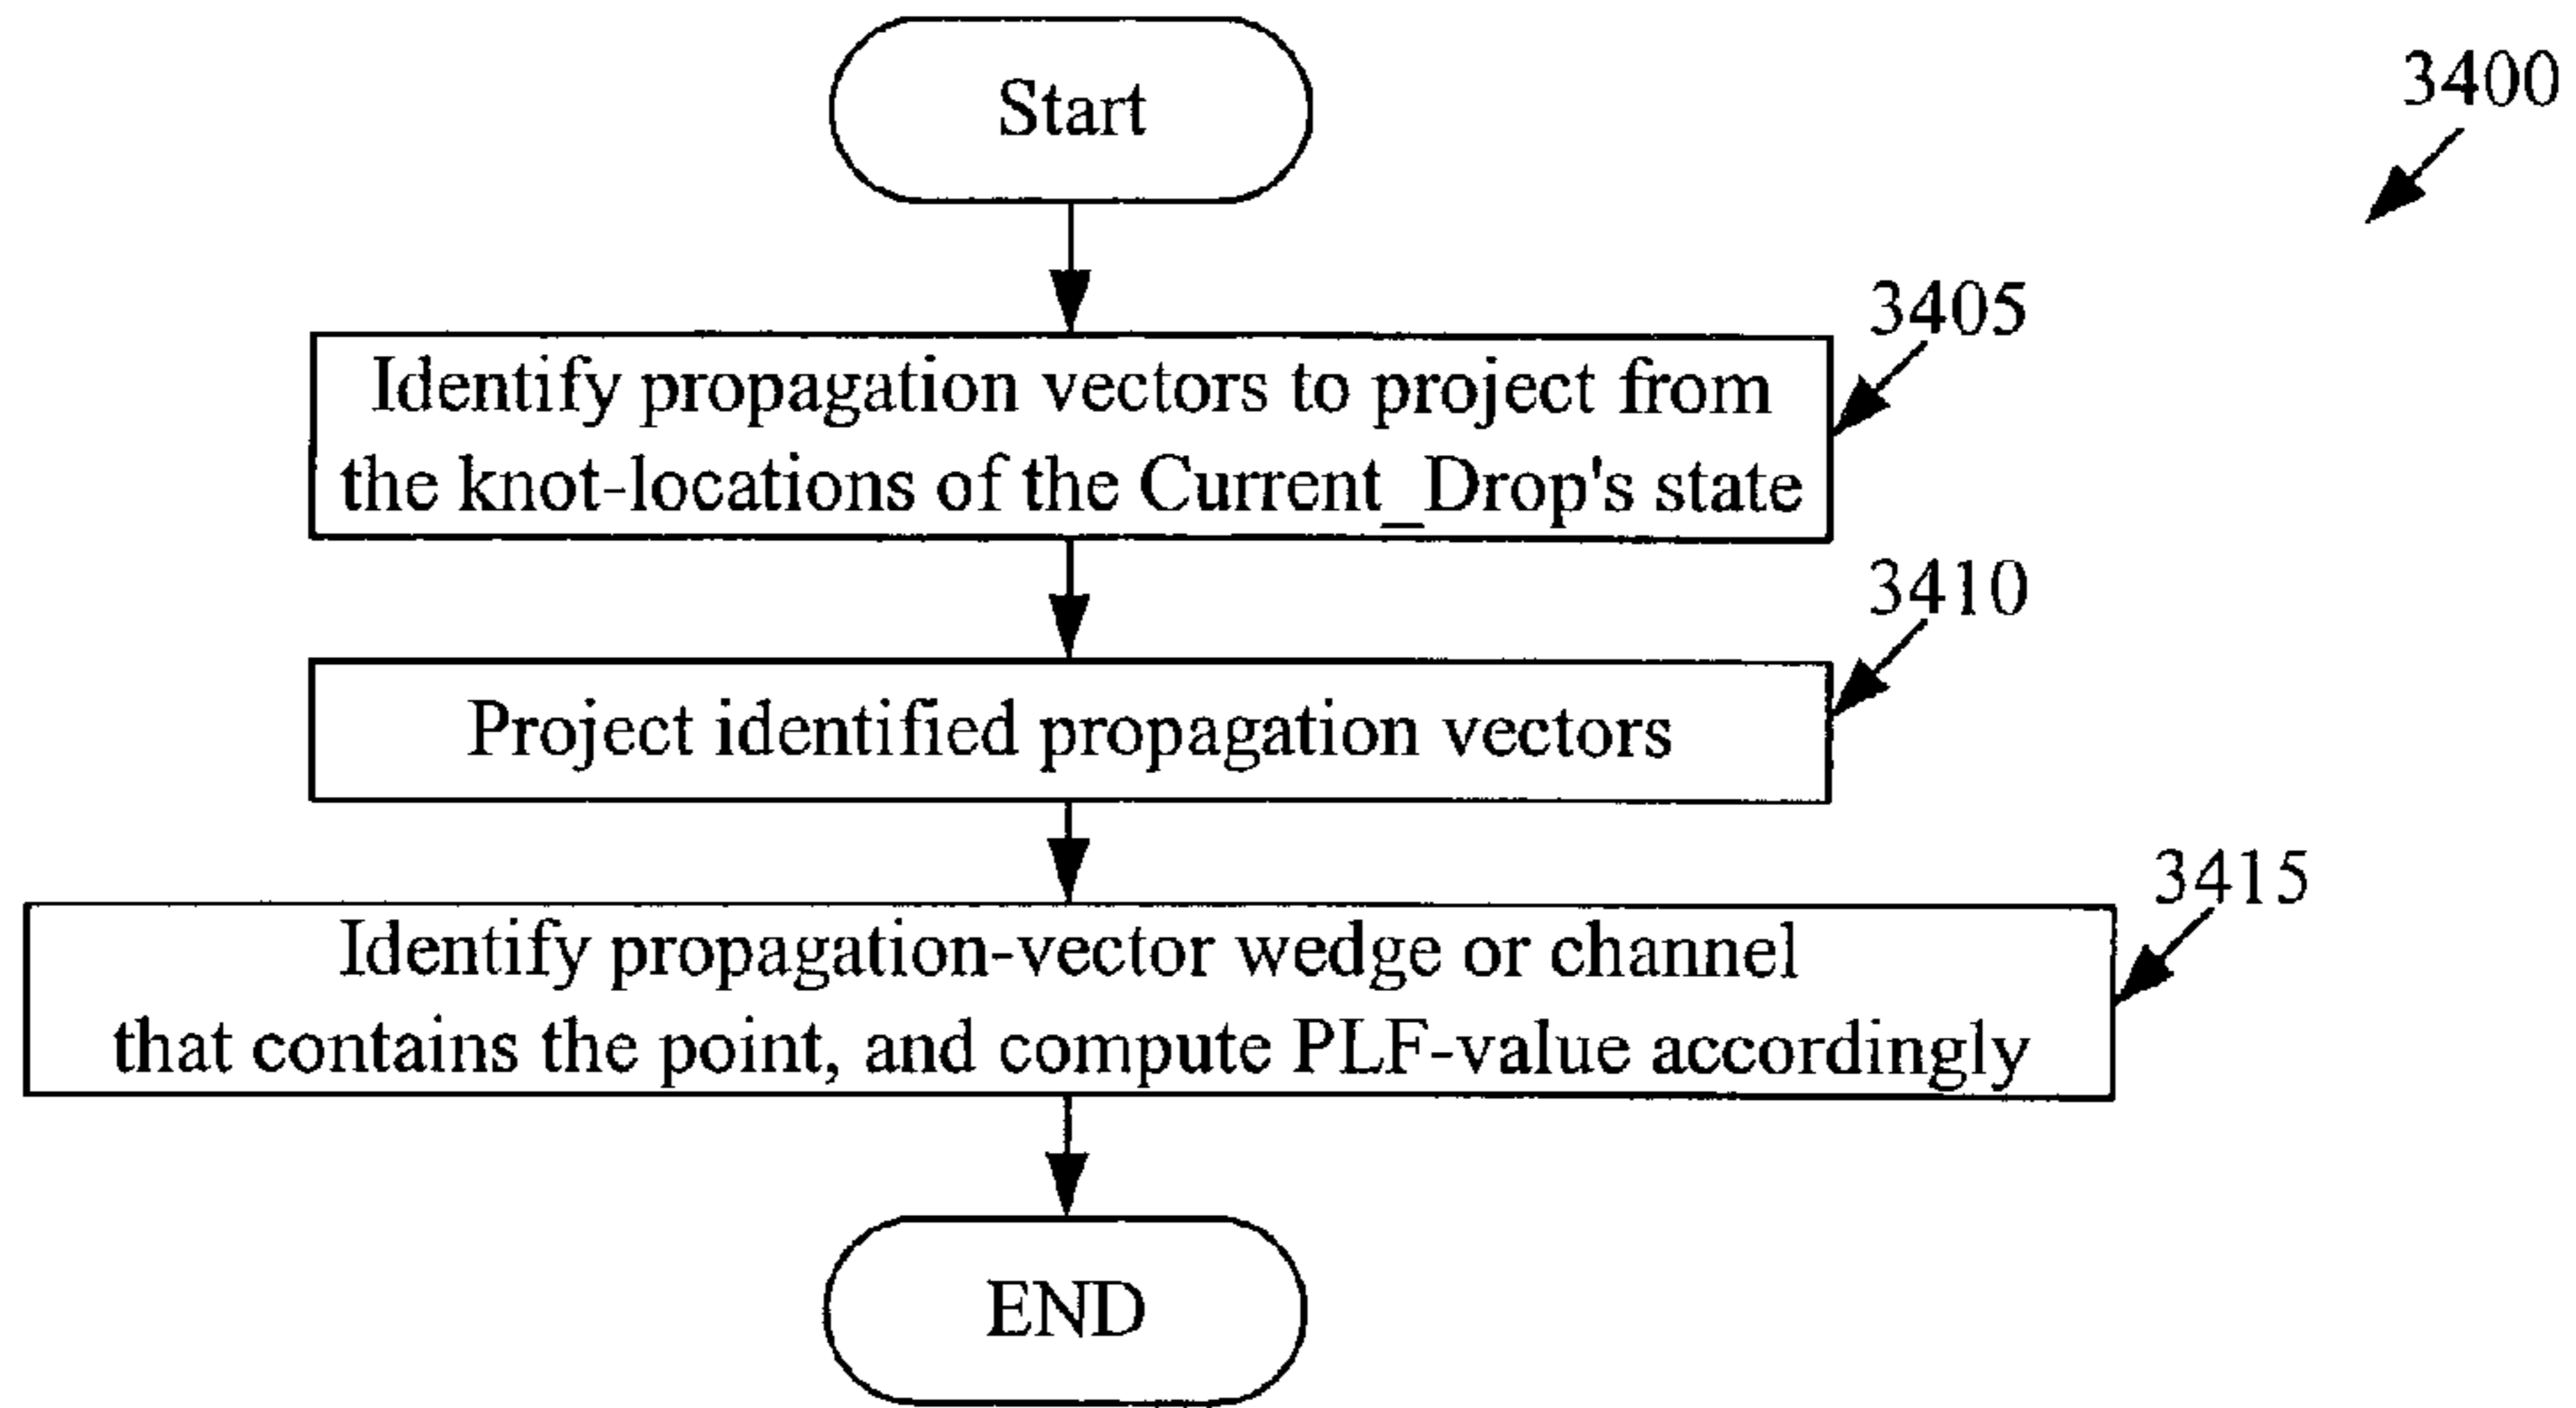 Start
3400
3405
Identify propagation vectors to project from
the knot-locations of the Current_Drop's state
3410
Project identified propagation vectors
3415
Identify propagation-vector wedge or channel
that contains the point, and compute PLF-value accordingly
END